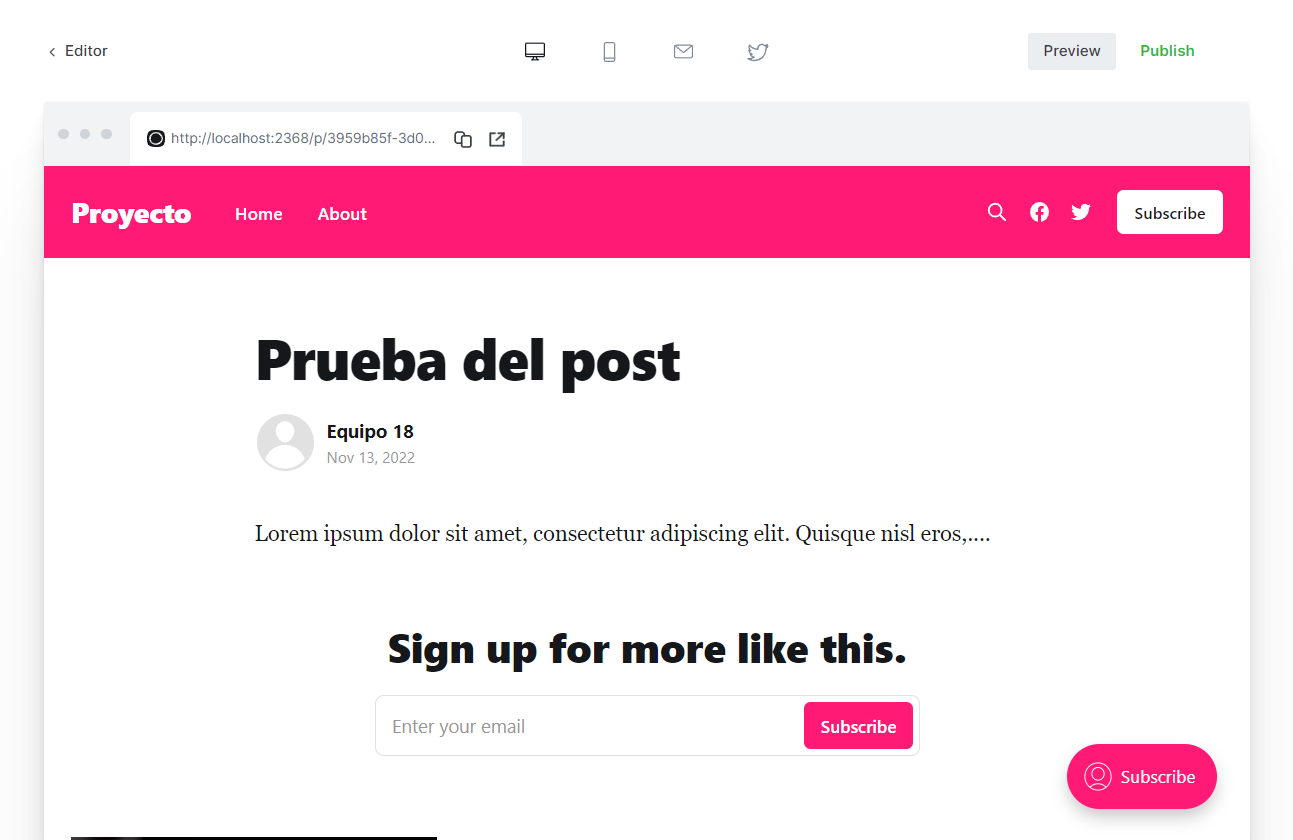 Editor
Preview
Publish
http://localhost:2368/p/3959b85f-3d0...
Proyecto
Home
About
Subscribe
Prueba del post
Equipo 18
Nov 13, 2022
Lorem ipsum dolor sit amet, consectetur adipiscing elit. Quisque nisl eros,....
Sign up for more like this.
Enter your email
Subscribe
Subscribe